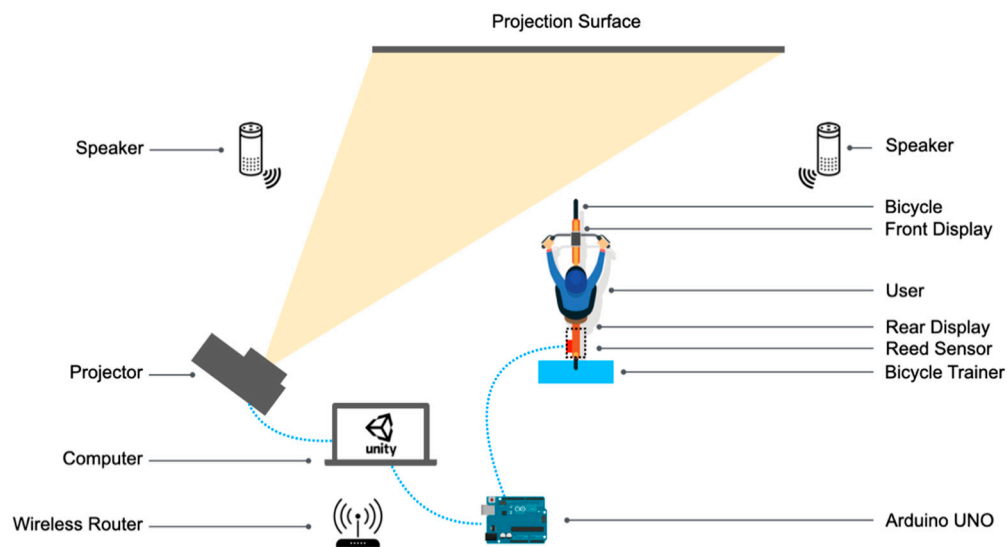 Projection Surface
Speaker
Speaker
Bicycle
Front Display
User
Rear Display
Reed Sensor
Projector
Bicycle Trainer
unity
Computer
Wireless Router
Arduino UNO